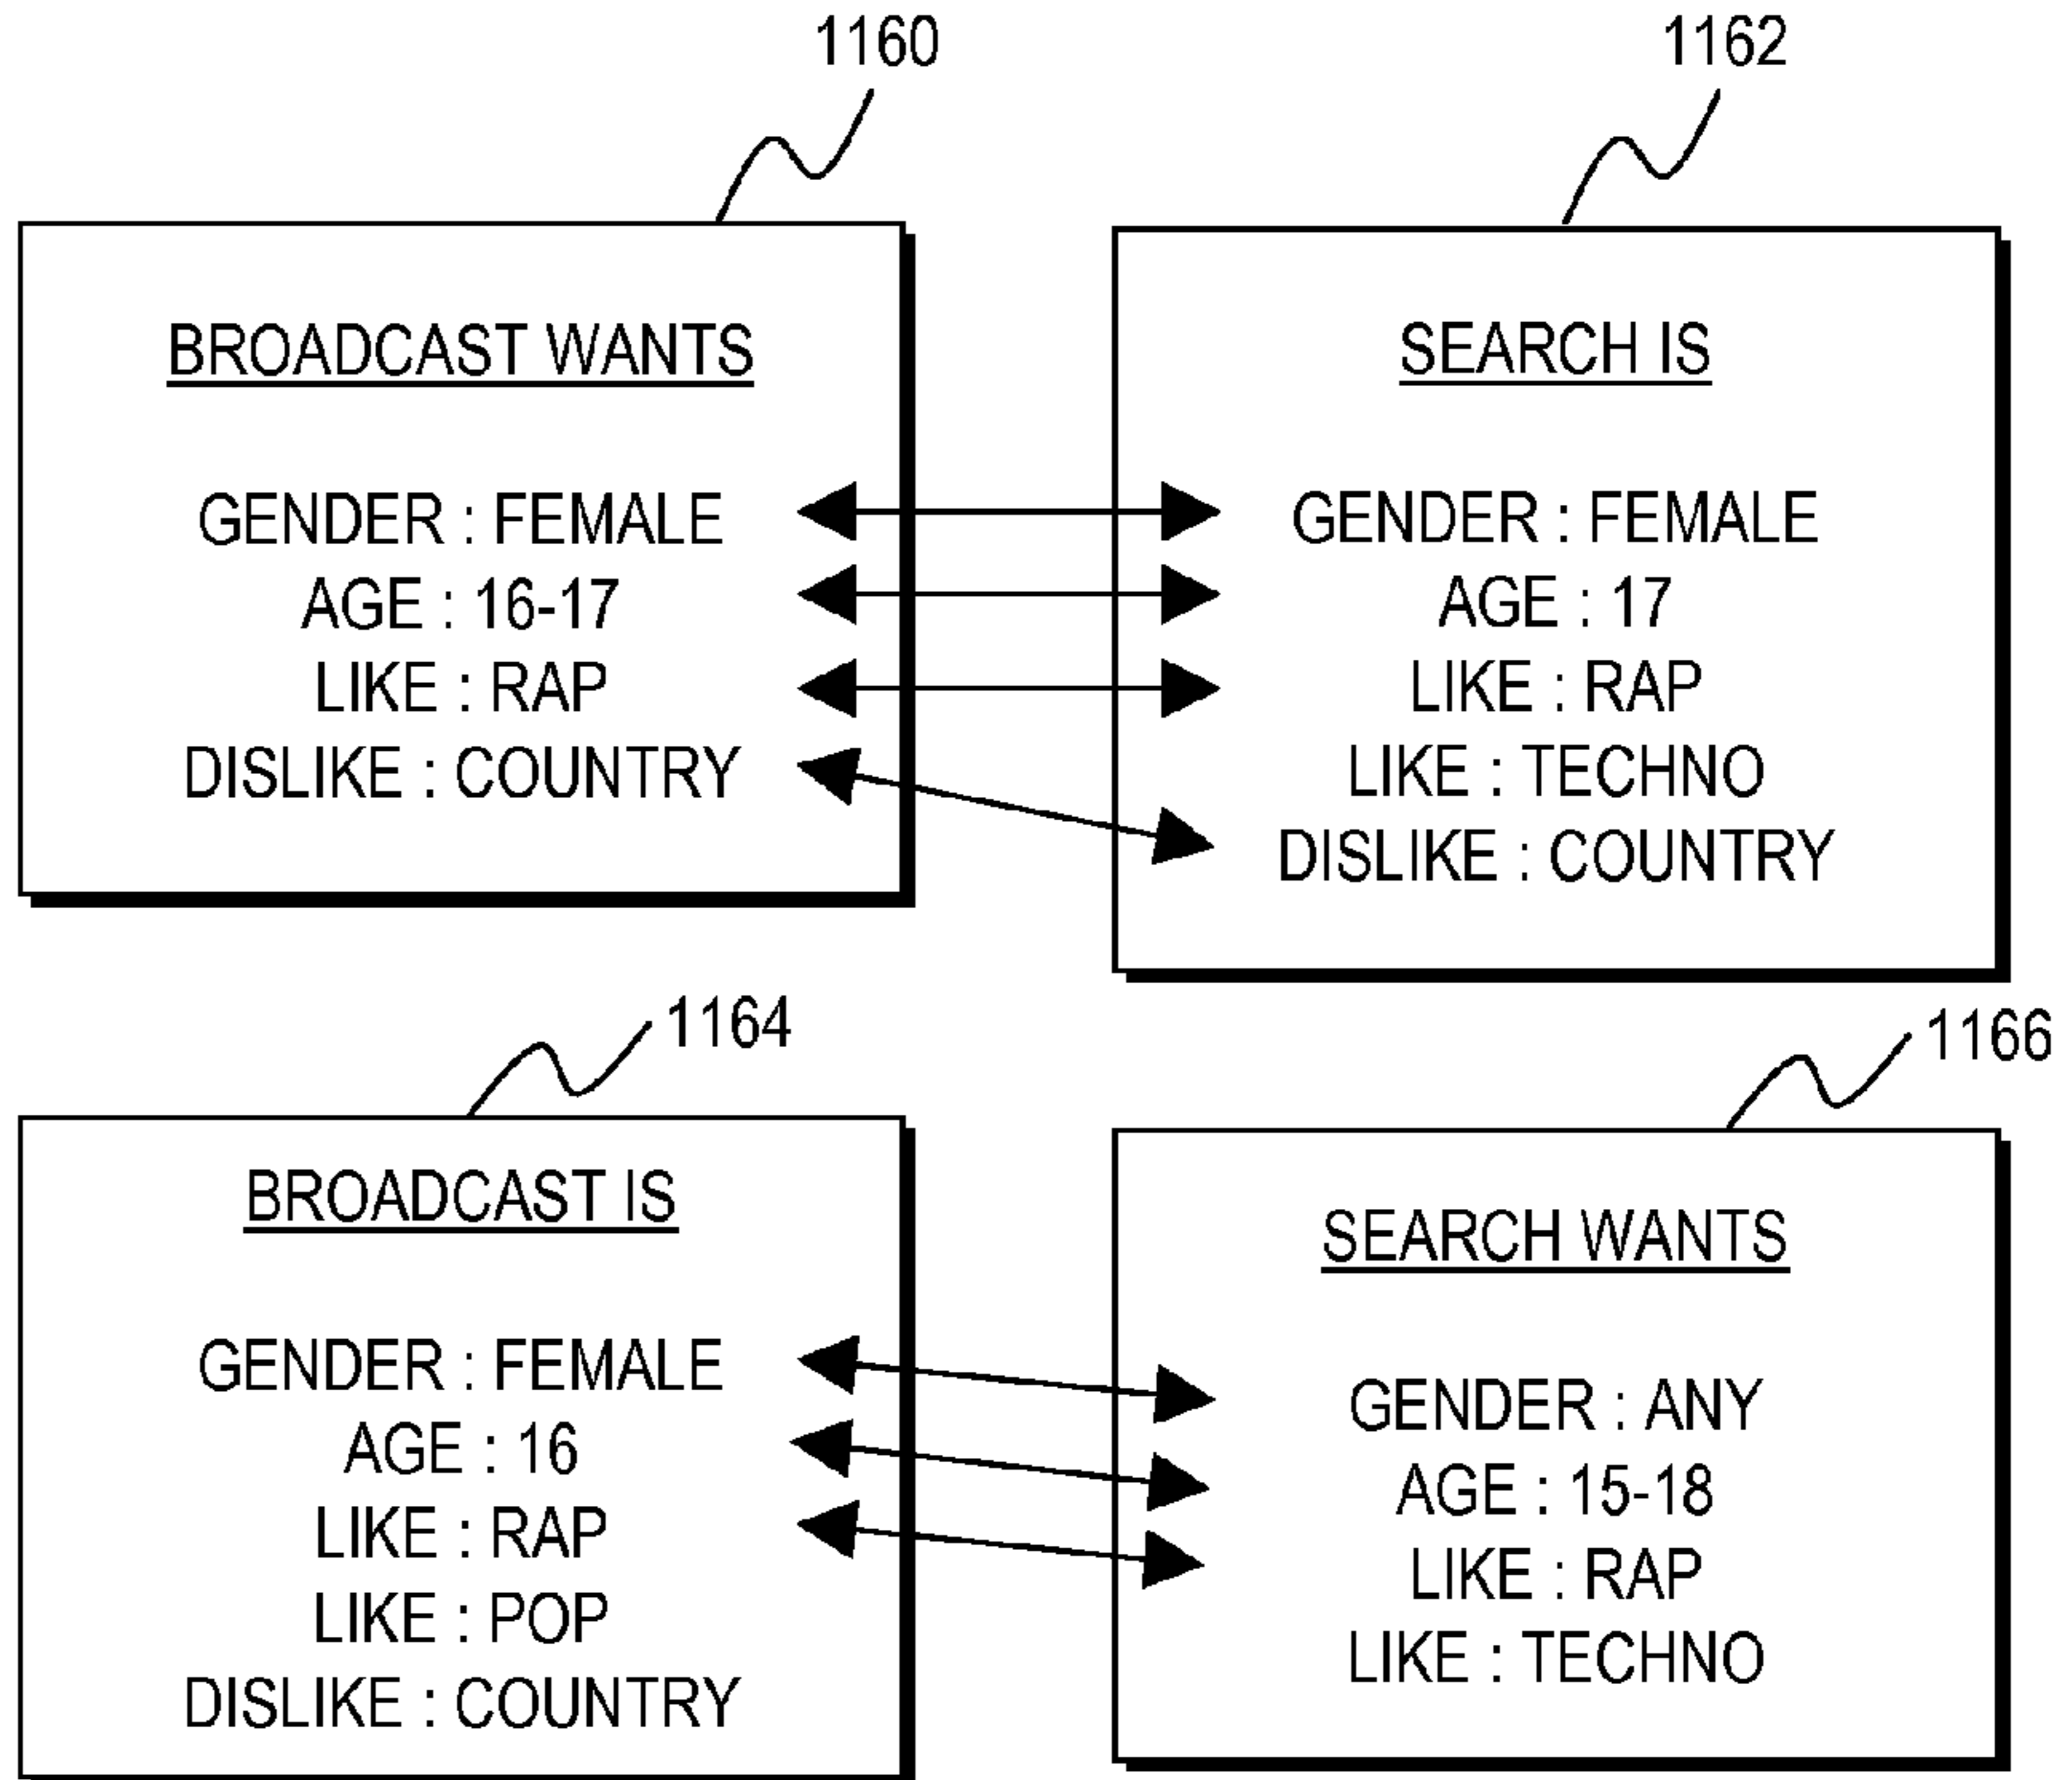 1160
1162
BROADCAST WANTS
GENDER : FEMALE
AGE : 16-17
LIKE : RAP
DISLIKE : COUNTRY
SEARCH IS
GENDER : FEMALE
AGE : 17
LIKE : RAP
LIKE : TECHNO
DISLIKE : COUNTRY
1164
1166
BROADCAST IS
GENDER : FEMALE
AGE : 16
LIKE : RAP
LIKE : POP
DISLIKE : COUNTRY
SEARCH WANTS
GENDER : ANY
AGE : 15-18
LIKE : RAP
LIKE : TECHNO